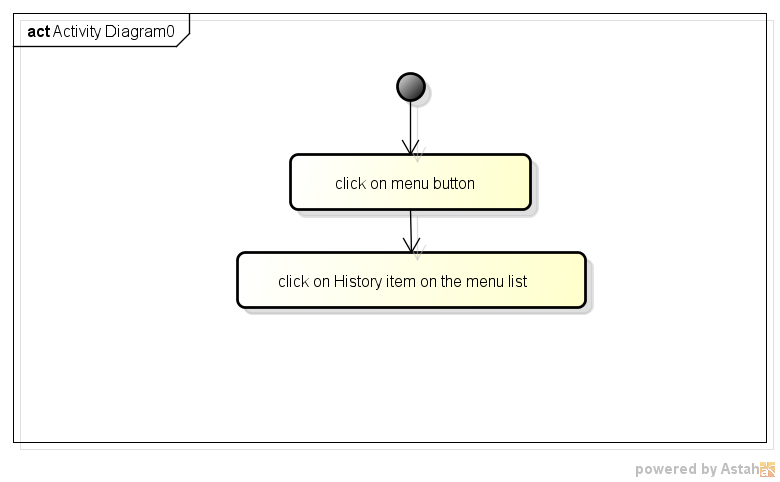 act Activity Diagram0
click on menu button
click on History item on the menu list
powered by Astah